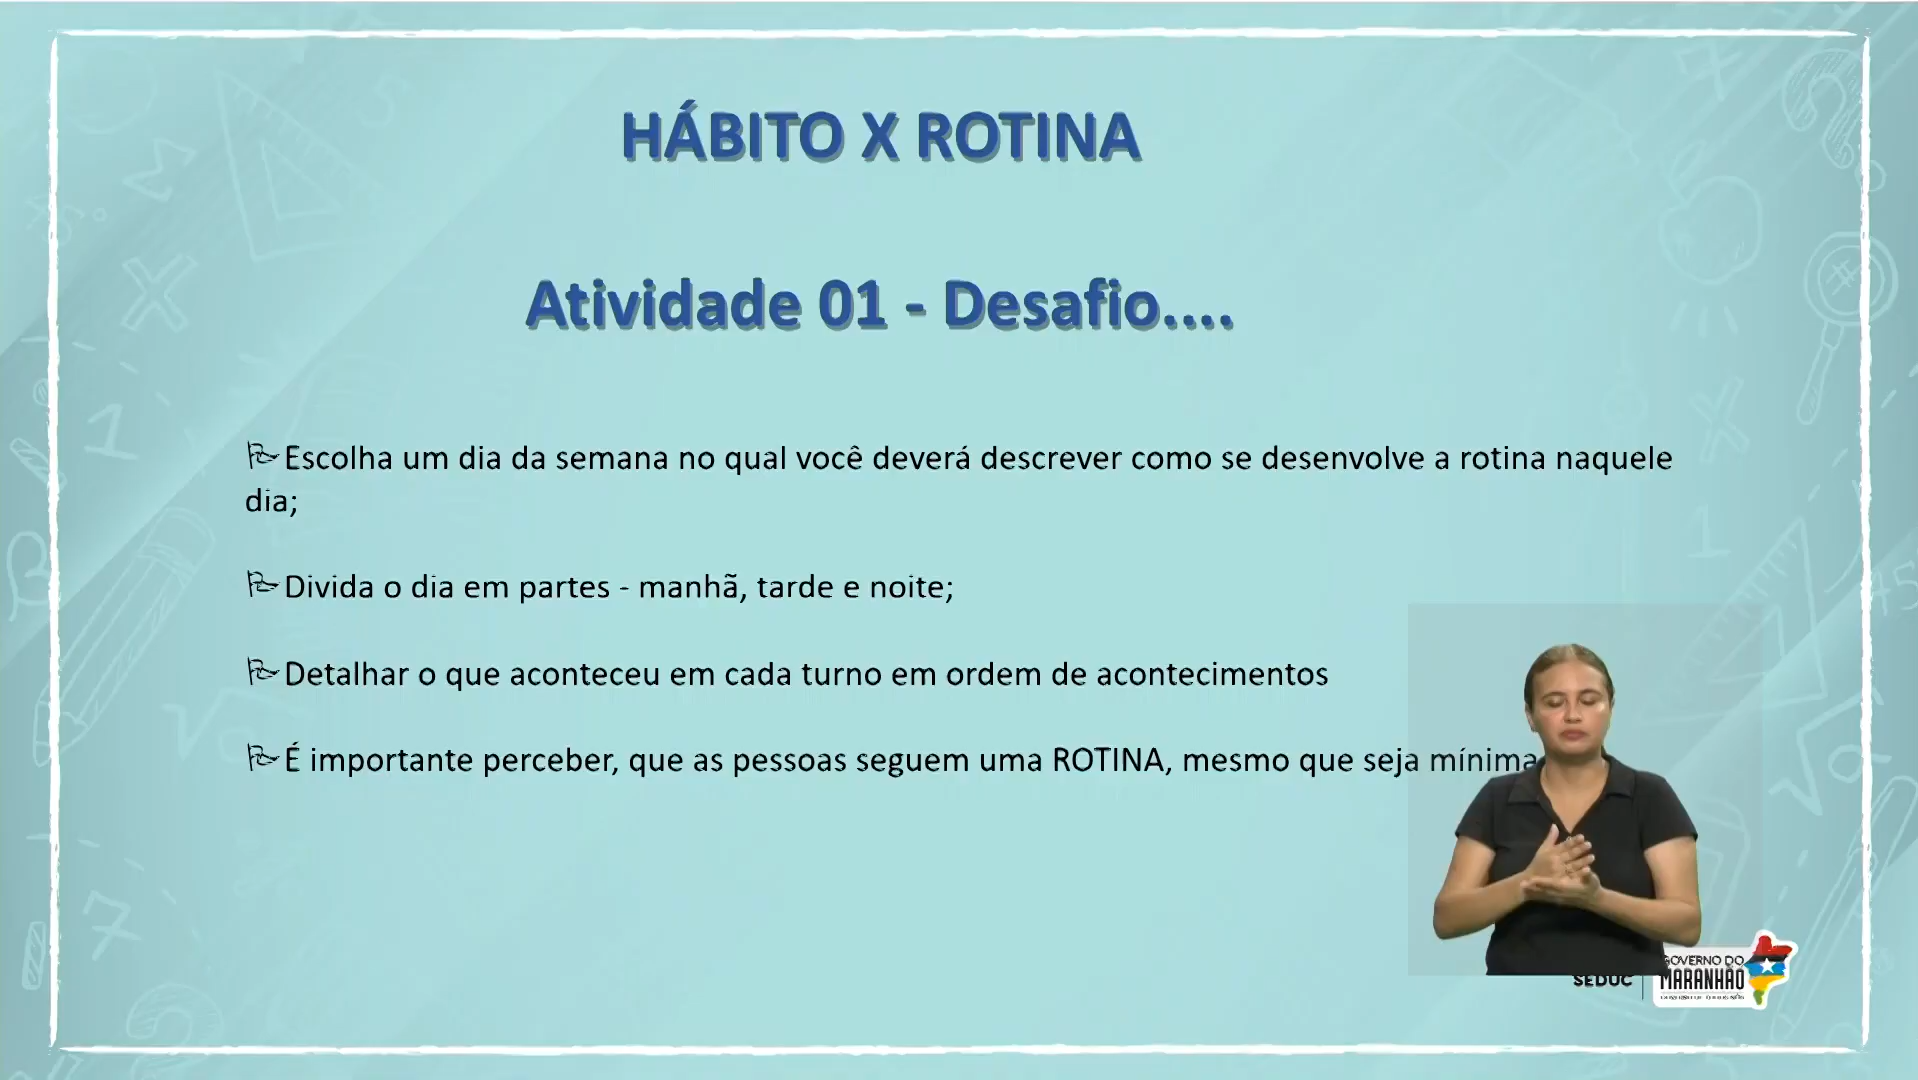 HÁBITO X ROTINA
Atividade 01 - Desafio....
Escolha um dia da semana no qual você deverá descrever como se desenvolve a rotina naquele
dia;
Divida o dia em partes - manhã, tarde e noite;
Detalhar o que aconteceu em cada turno em ordem de acontecimentos
É importante perceber, que as pessoas seguem uma ROTINA, mesmo que seja mínima
SEDUC
GOVERNO DO
MARANHÃO